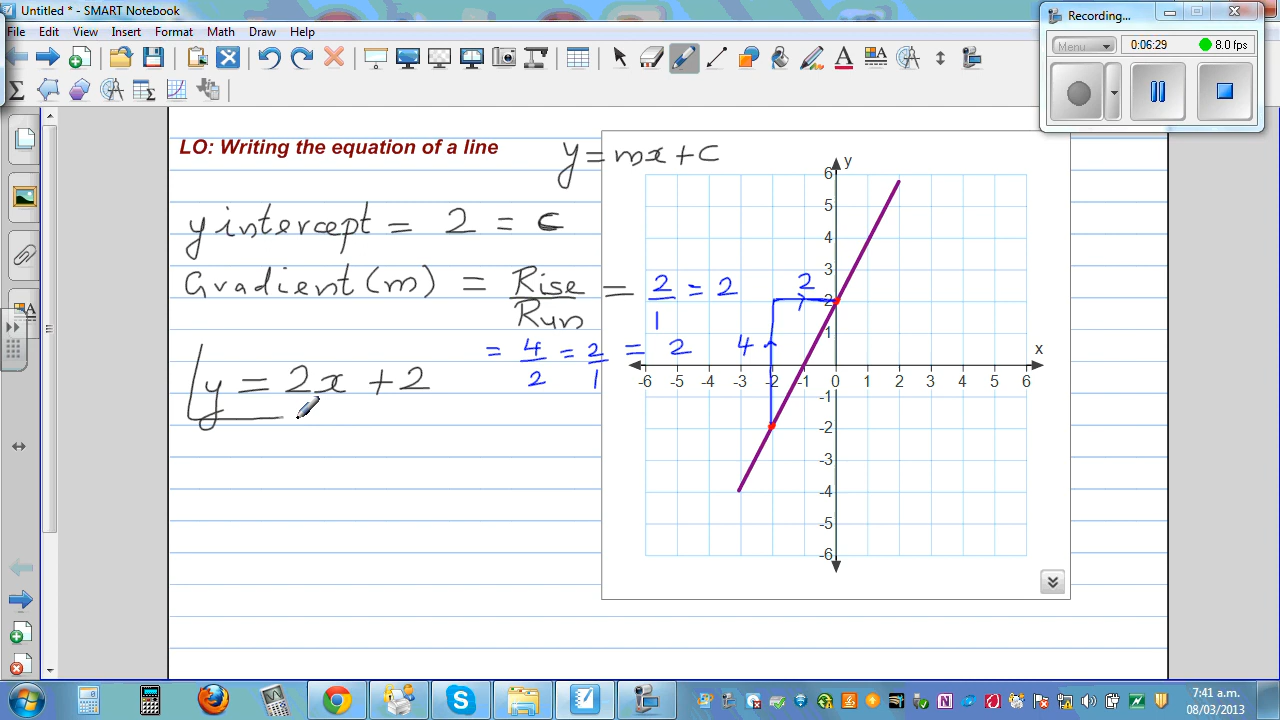 Untitled * - SMART Notebook
File Edit View Insert Format Math Draw Help
Recording...
Menu
0:06:29 8.0 fps
LO: Writing the equation of a line
y = mx + c
y intercept = 2 = c
Gradient (m) = Rise/Run = 2/1 = 2
= 4/2 = 2/1 = 2
y = 2x + 2
y
6
5
4
3
2
1
x
-6 -5 -4 -3 -2 -1 0 1 2 3 4 5 6
-1
-2
-3
-4
-5
-6
2
4
7:41 a.m.
08/03/2013